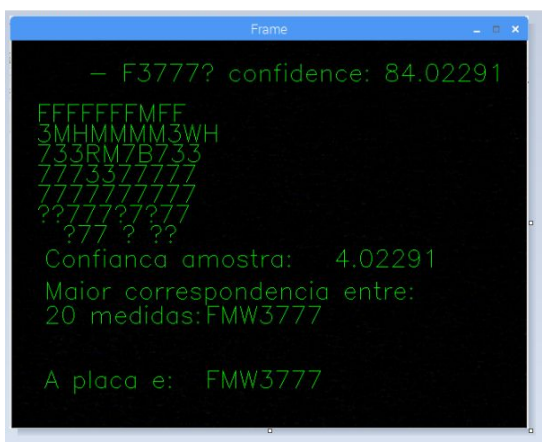 Frame
– F3777? confidence: 84.02291
FFFFFFFMFF
3MHMMMM3WH
733RM7B733
7773377777
7777777777
??777?7?77
?77 ? ??
Confianca amostra: 4.02291
Maior correspondencia entre:
20 medidas:FMW3777
A placa e: FMW3777